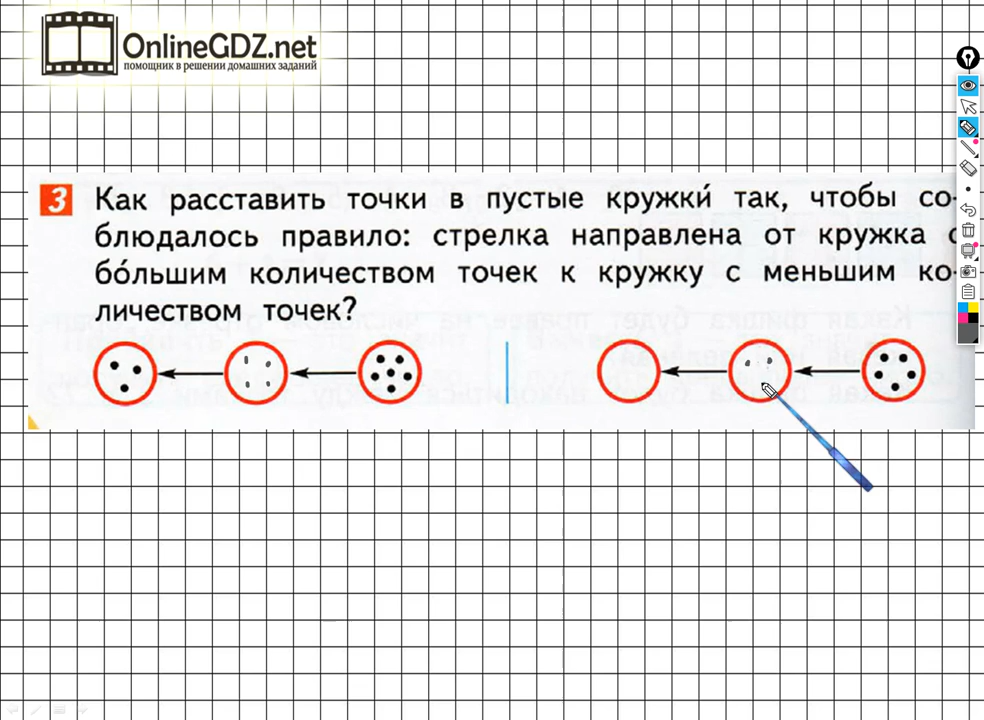 OnlineGDZ.net
помощник в решении домашних заданий
3 Как расставить точки в пустые кружки́ так, чтобы со-
блюдалось правило: стрелка направлена от кружка с
бо́льшим количеством точек к кружку с меньшим ко-
личеством точек?